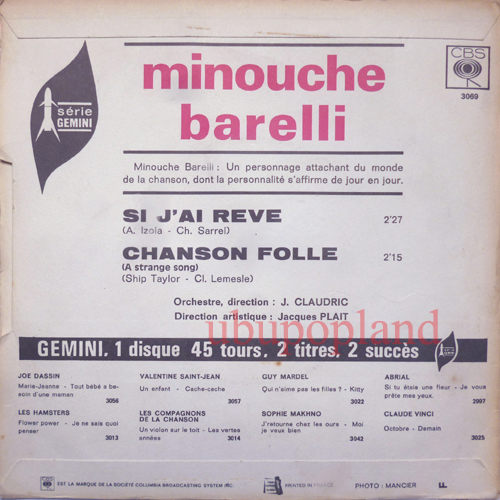 série
GEMINI
minouche
barelli
CBS
3069
Minouche Barelli : Un personnage attachant du monde
de la chanson, dont la personnalité s'affirme de jour en jour.
SI J'AI REVE 2'27
(A. Izola - Ch. Sarrel)
CHANSON FOLLE 2'15
(A strange song)
(Ship Taylor - Cl. Lemesle)
Orchestre, direction : J. CLAUDRIC
Direction artistique : Jacques PLAIT
ubupopland
GEMINI. 1 disque 45 tours. 2 titres. 2 succès
JOE DASSIN
Marie-Jeanne - Tout bébé a be-
soin d'une maman
3056
VALENTINE SAINT-JEAN
Un enfant - Cache-cache
3057
GUY MARDEL
Qui n'aime pas les filles ? - Kitty
3022
ABRIAL
Si tu étais une fleur - Je vous
prête mes yeux.
2997
LES HAMSTERS
Flower power - Je ne sais quoi
penser
3013
LES COMPAGNONS
DE LA CHANSON
Un violon sur le toit - Les vertes
années
3014
SOPHIE MAKHNO
J'retourne chez les ours - Moi
je veux bien
3042
CLAUDE VINCI
Octobre - Demain
3025
CBS EST LA MARQUE DE LA SOCIÉTÉ COLUMBIA BROADCASTING SYSTEM INC.
PRINTED IN FRANCE
PHOTO : MANCIER